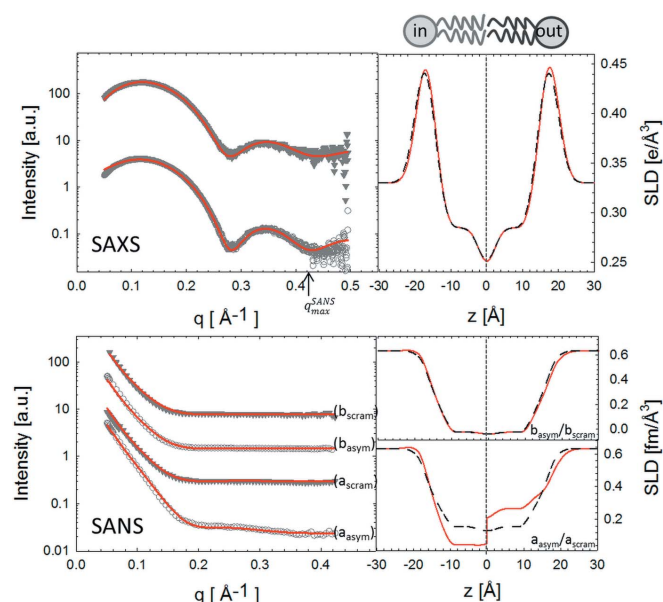 in out
Intensity [a.u.]
100
10
1
0.1
SAXS
0 0.1 0.2 0.3 0.4 0.5
q [ Å-1 ]
q_max^SANS
0.45
0.40
0.35
0.30
0.25
SLD [e/Å³]
-30 -20 -10 0 10 20 30
z [Å]
Intensity [a.u.]
100
10
1
0.1
0.01
(b_scram)
(b_asym)
(a_scram)
(a_asym)
SANS
0 0.1 0.2 0.3 0.4
q [ Å-1 ]
0.6
0.4
0.2
0.0
b_asym/b_scram
0.6
0.4
0.2
a_asym/a_scram
SLD [fm/Å³]
-30 -20 -10 0 10 20 30
z [Å]